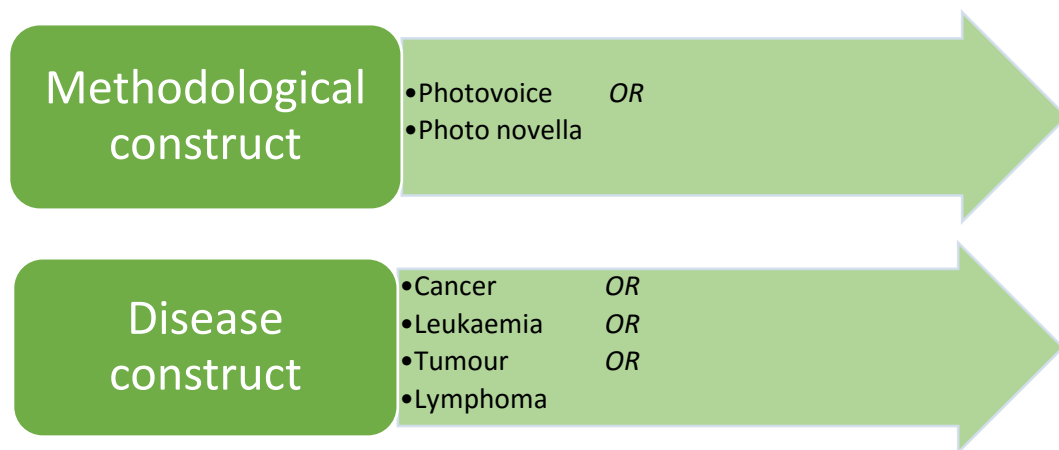 Methodological
construct
•Photovoice OR
•Photo novella
Disease
construct
•Cancer OR
•Leukaemia OR
•Tumour OR
•Lymphoma